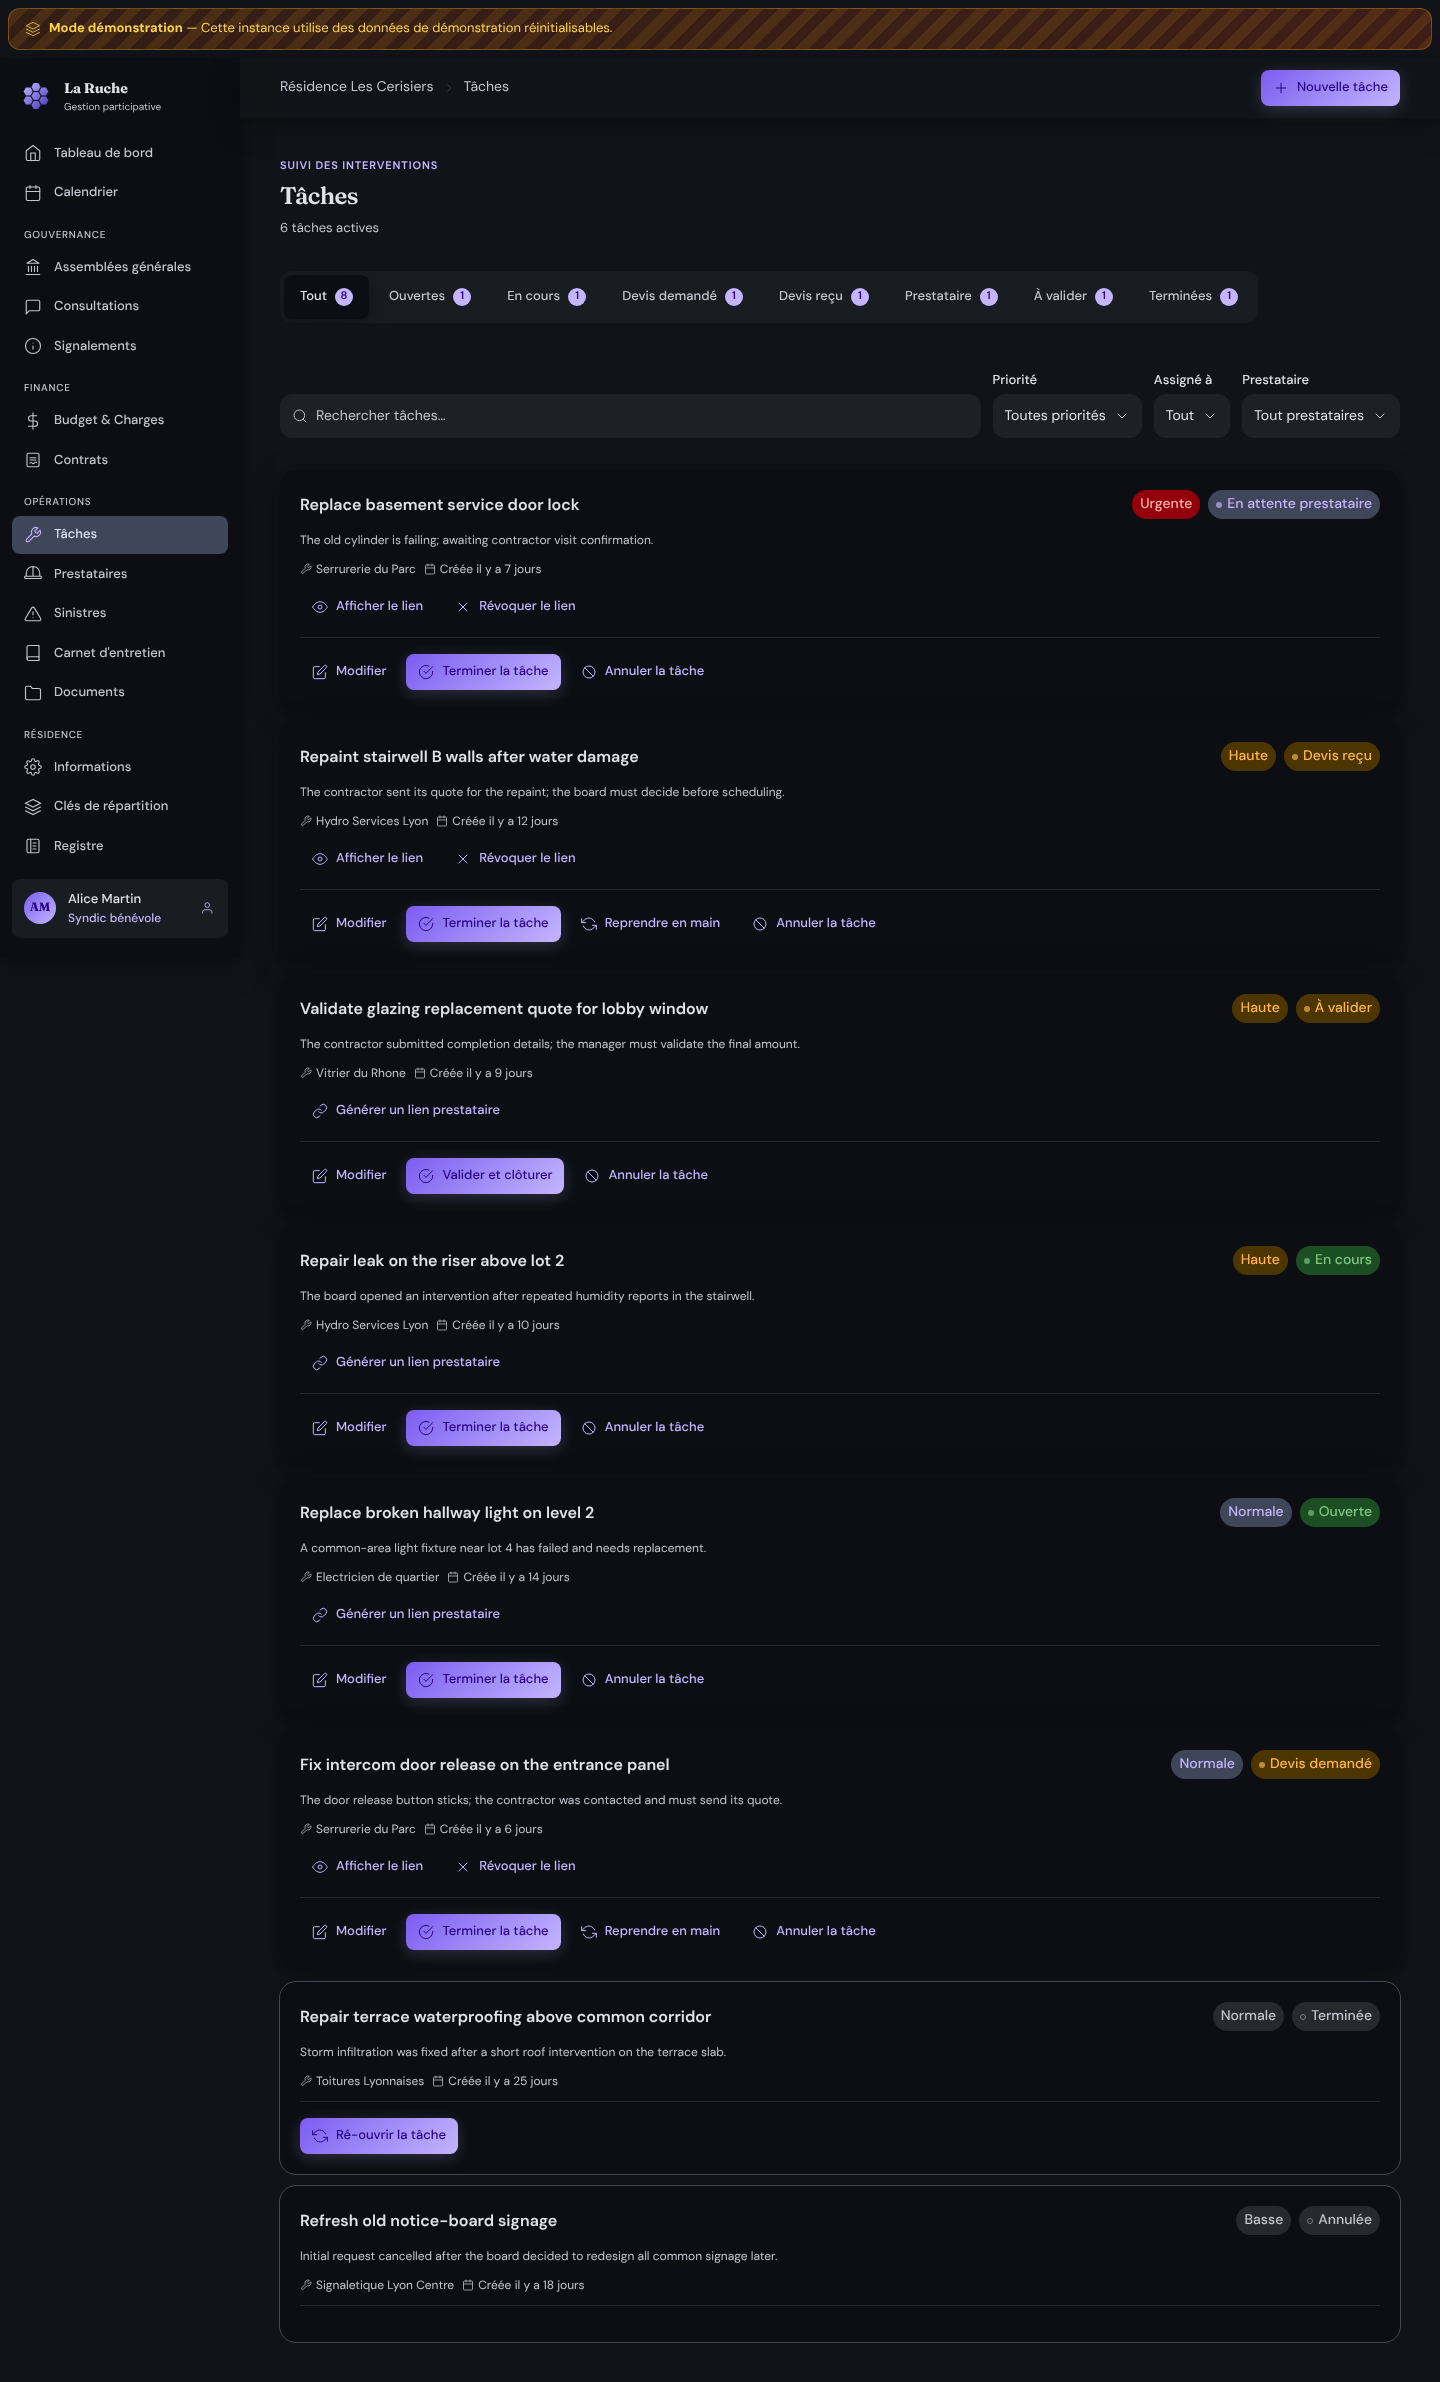 Mode démonstration — Cette instance utilise des données de démonstration réinitialisables.
La Ruche
Gestion participative
Tableau de bord
Calendrier
GOUVERNANCE
Assemblées générales
Consultations
Signalements
FINANCE
Budget & Charges
Contrats
OPÉRATIONS
Tâches
Prestataires
Sinistres
Carnet d'entretien
Documents
RÉSIDENCE
Informations
Clés de répartition
Registre
AM
Alice Martin
Syndic bénévole
Résidence Les Cerisiers > Tâches
Nouvelle tâche
SUIVI DES INTERVENTIONS
Tâches
6 tâches actives
Tout 8 Ouvertes 1 En cours 1 Devis demandé 1 Devis reçu 1 Prestataire 1 À valider 1 Terminées 1
Priorité Assigné à Prestataire
Rechercher tâches… Toutes priorités Tout Tout prestataires
Replace basement service door lock Urgente En attente prestataire
The old cylinder is failing; awaiting contractor visit confirmation.
Serrurerie du Parc Créée il y a 7 jours
Afficher le lien Révoquer le lien
Modifier Terminer la tâche Annuler la tâche
Repaint stairwell B walls after water damage Haute Devis reçu
The contractor sent its quote for the repaint; the board must decide before scheduling.
Hydro Services Lyon Créée il y a 12 jours
Afficher le lien Révoquer le lien
Modifier Terminer la tâche Reprendre en main Annuler la tâche
Validate glazing replacement quote for lobby window Haute À valider
The contractor submitted completion details; the manager must validate the final amount.
Vitrier du Rhone Créée il y a 9 jours
Générer un lien prestataire
Modifier Valider et clôturer Annuler la tâche
Repair leak on the riser above lot 2 Haute En cours
The board opened an intervention after repeated humidity reports in the stairwell.
Hydro Services Lyon Créée il y a 10 jours
Générer un lien prestataire
Modifier Terminer la tâche Annuler la tâche
Replace broken hallway light on level 2 Normale Ouverte
A common-area light fixture near lot 4 has failed and needs replacement.
Electricien de quartier Créée il y a 14 jours
Générer un lien prestataire
Modifier Terminer la tâche Annuler la tâche
Fix intercom door release on the entrance panel Normale Devis demandé
The door release button sticks; the contractor was contacted and must send its quote.
Serrurerie du Parc Créée il y a 6 jours
Afficher le lien Révoquer le lien
Modifier Terminer la tâche Reprendre en main Annuler la tâche
Repair terrace waterproofing above common corridor Normale Terminée
Storm infiltration was fixed after a short roof intervention on the terrace slab.
Toitures Lyonnaises Créée il y a 25 jours
Ré-ouvrir la tâche
Refresh old notice-board signage Basse Annulée
Initial request cancelled after the board decided to redesign all common signage later.
Signaletique Lyon Centre Créée il y a 18 jours